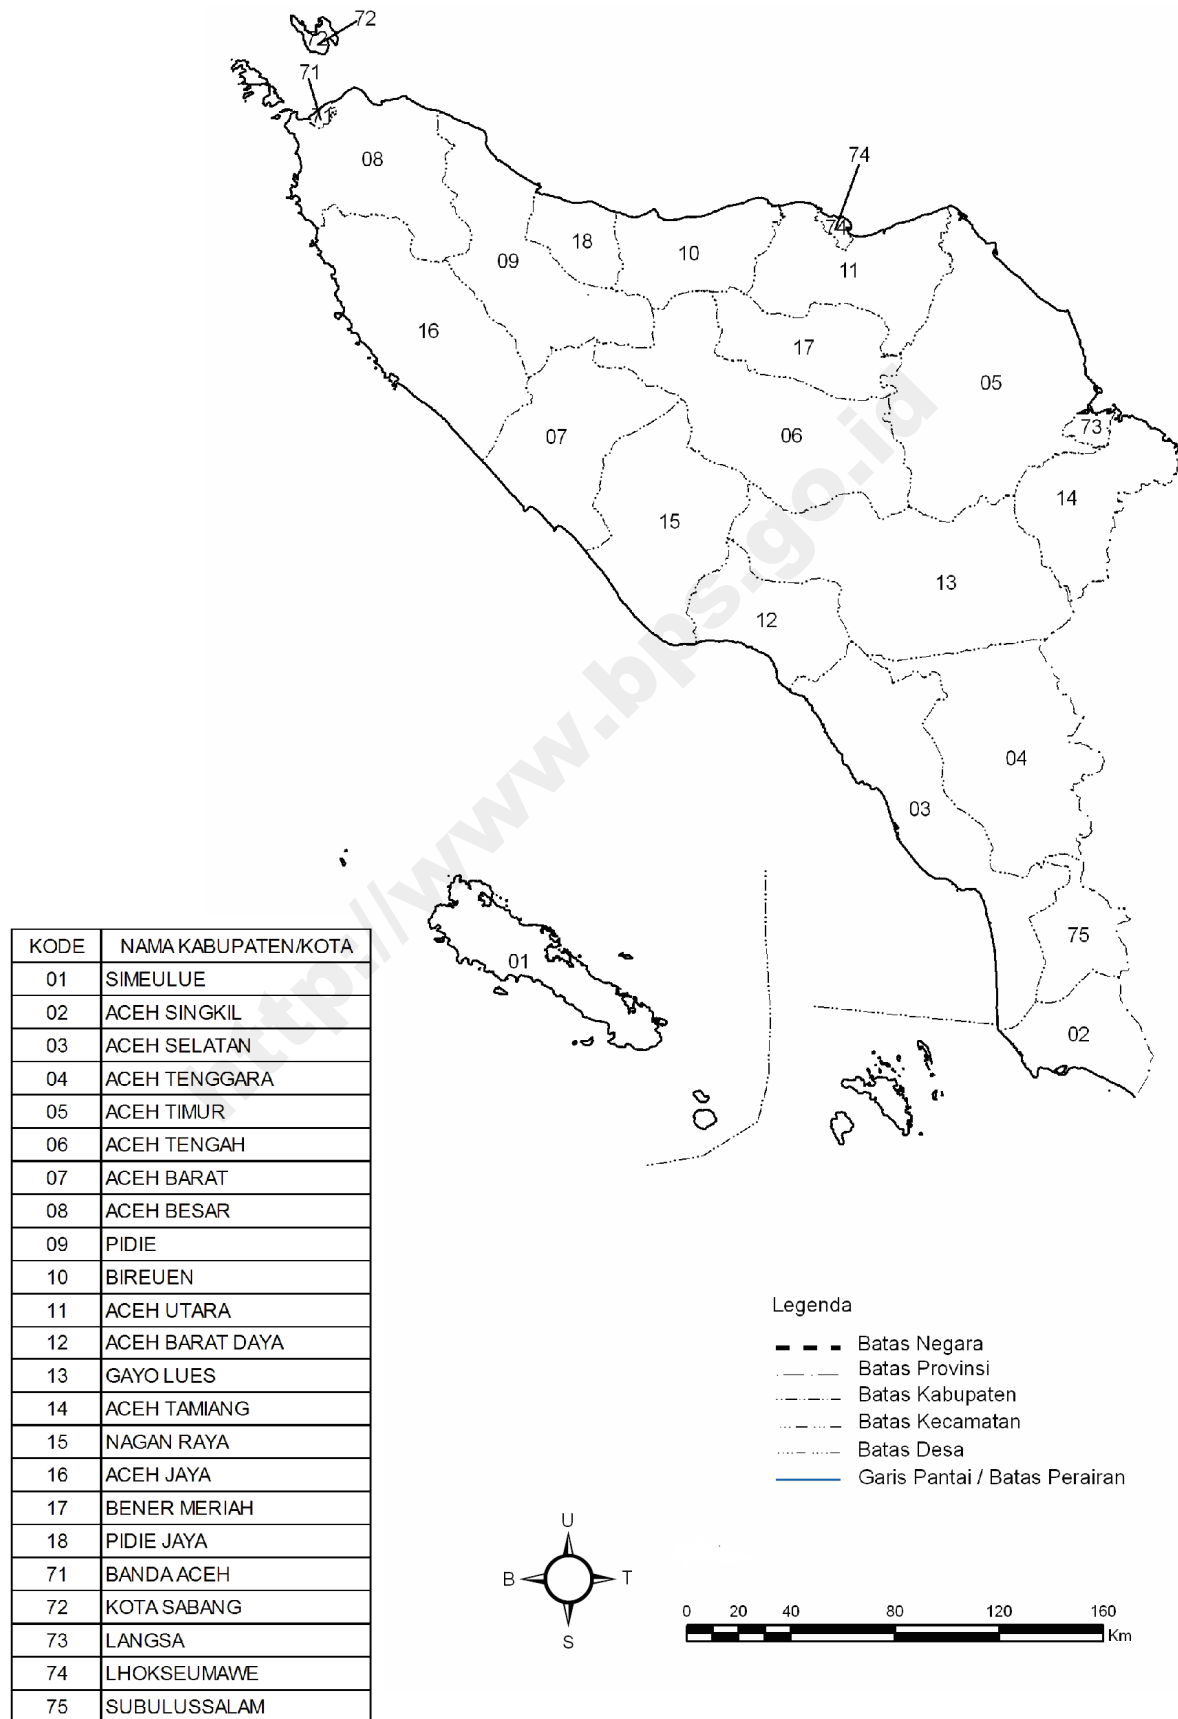 72
72
71
71
08
74
74
18
10
09
11
16
17
05
73
07
06
14
15
13
12
04
03
75
01
02
http://www.bps.go.id
KODE NAMA KABUPATEN/KOTA
01 SIMEULUE
02 ACEH SINGKIL
03 ACEH SELATAN
04 ACEH TENGGARA
05 ACEH TIMUR
06 ACEH TENGAH
07 ACEH BARAT
08 ACEH BESAR
09 PIDIE
10 BIREUEN
11 ACEH UTARA
12 ACEH BARAT DAYA
13 GAYO LUES
14 ACEH TAMIANG
15 NAGAN RAYA
16 ACEH JAYA
17 BENER MERIAH
18 PIDIE JAYA
71 BANDA ACEH
72 KOTA SABANG
73 LANGSA
74 LHOKSEUMAWE
75 SUBULUSSALAM
Legenda
Batas Negara
Batas Provinsi
Batas Kabupaten
Batas Kecamatan
Batas Desa
Garis Pantai / Batas Perairan
U
B T
S
0 20 40 80 120 160
Km